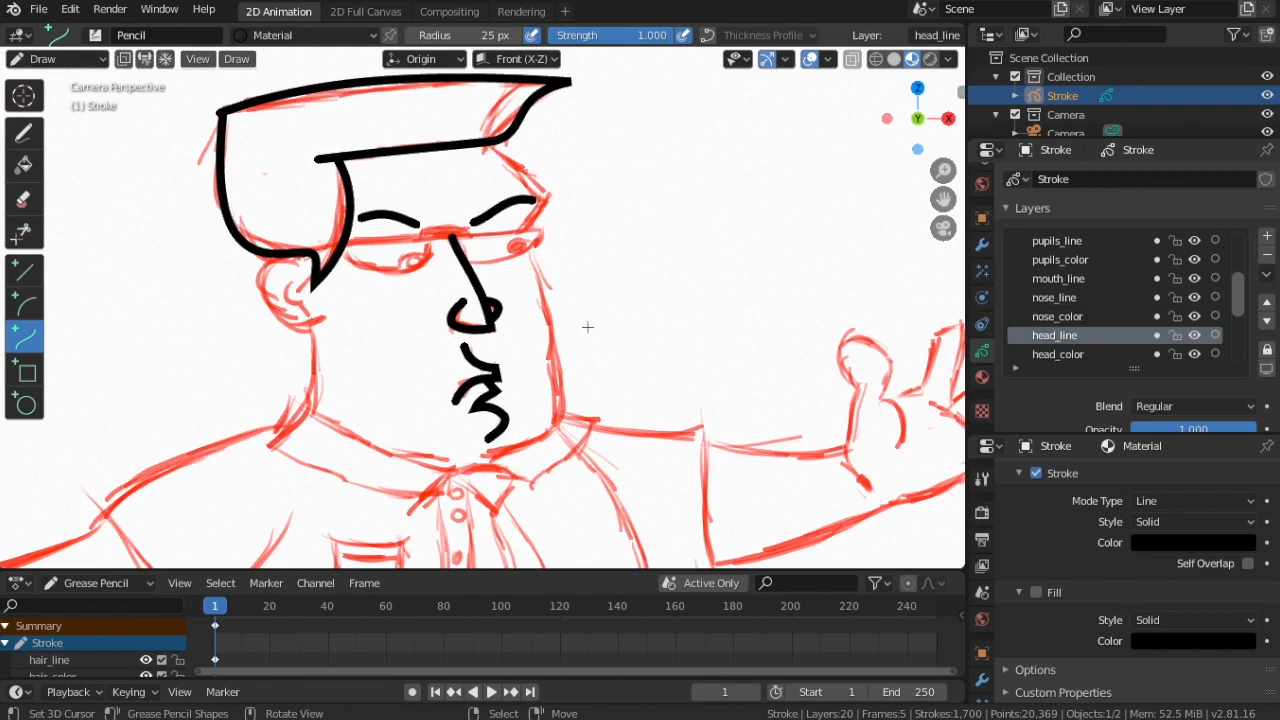 File Edit Render Window Help 2D Animation 2D Full Canvas Compositing Rendering + Scene View Layer
Pencil Material Radius 25 px Strength 1.000 Thickness Profile Layer: head_line
Draw View Draw Origin Front (X-Z)
Camera Perspective
(1) Stroke
Z
Y
X
Scene Collection
Collection
Stroke
Camera
Camera
Stroke Stroke
Stroke
Layers
pupils_line
pupils_color
mouth_line
nose_line
nose_color
head_line
head_color
Blend Regular
Opacity 1.000
Stroke Material
Stroke
Mode Type Line
Style Solid
Color
Self Overlap
Fill
Style Solid
Color
Options
Custom Properties
Grease Pencil View Select Marker Channel Frame Active Only
1 20 40 60 80 100 120 140 160 180 200 220 240
Summary
Stroke
hair_line
hair_color
Playback Keying View Marker 1 Start 1 End 250
Set 3D Cursor Grease Pencil Shapes Rotate View Select Move Stroke | Layers:20 | Frames:5 | Strokes:1,700 | Points:20,369 | Objects:1/2 | Mem: 52.5 MiB | v2.81.16